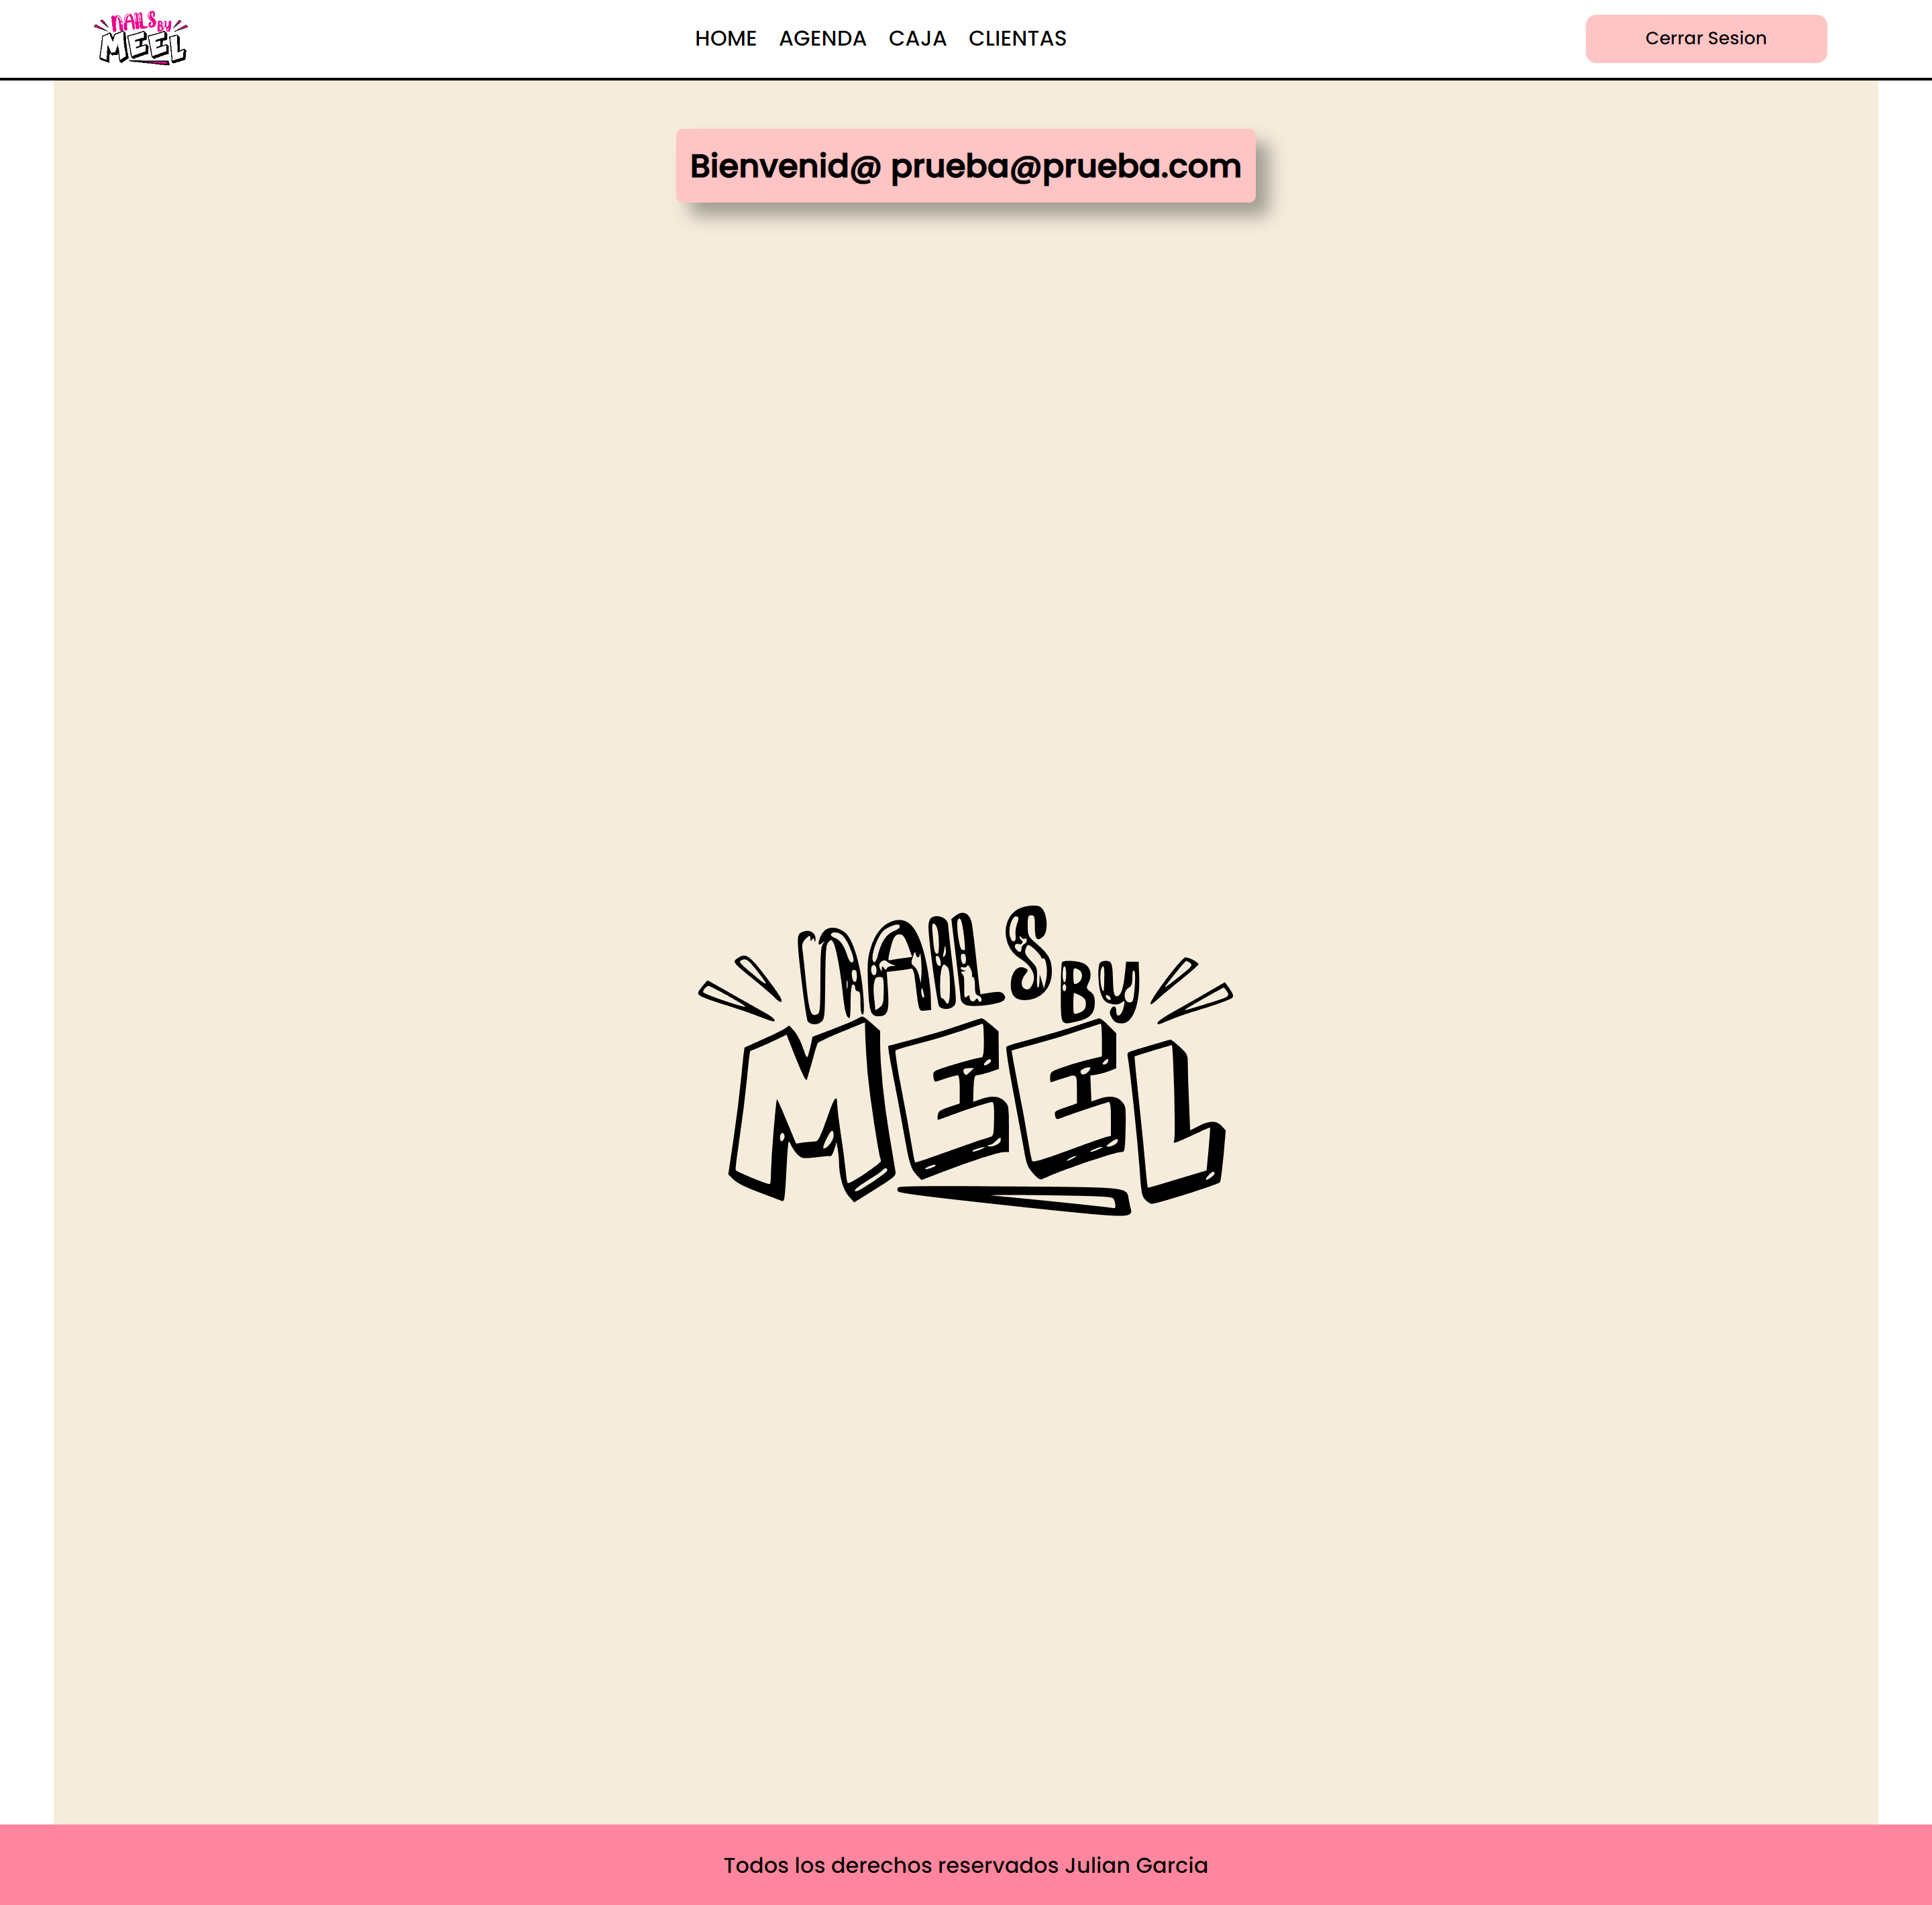 NAILS BY
MEEL
HOME AGENDA CAJA CLIENTAS
Cerrar Sesion
Bienvenid@ prueba@prueba.com
NAILS BY
MEEL
Todos los derechos reservados Julian Garcia